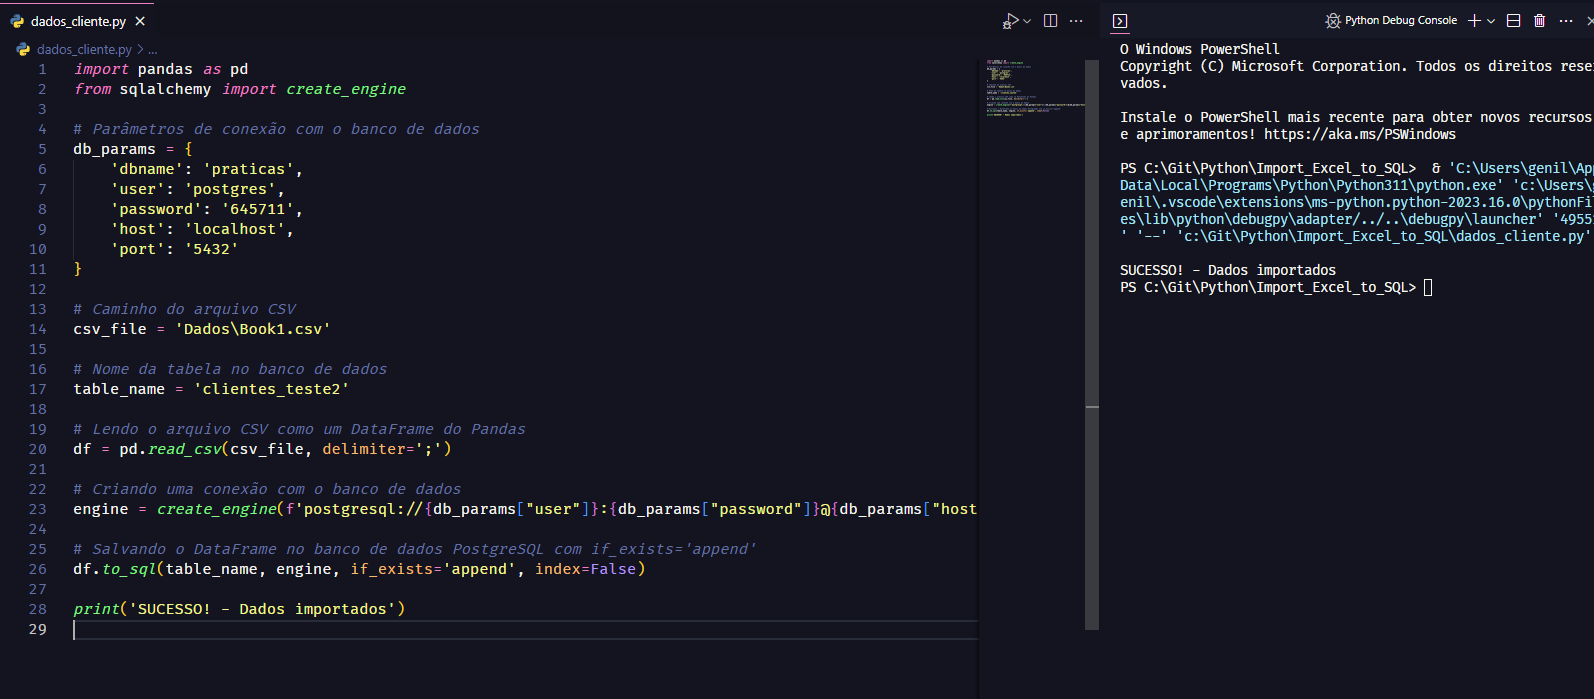 dados_cliente.py
dados_cliente.py > ...
1 import pandas as pd
2 from sqlalchemy import create_engine
3
4 # Parâmetros de conexão com o banco de dados
5 db_params = {
6     'dbname': 'praticas',
7     'user': 'postgres',
8     'password': '645711',
9     'host': 'localhost',
10     'port': '5432'
11 }
12
13 # Caminho do arquivo CSV
14 csv_file = 'Dados\Book1.csv'
15
16 # Nome da tabela no banco de dados
17 table_name = 'clientes_teste2'
18
19 # Lendo o arquivo CSV como um DataFrame do Pandas
20 df = pd.read_csv(csv_file, delimiter=';')
21
22 # Criando uma conexão com o banco de dados
23 engine = create_engine(f'postgresql://{db_params["user"]}:{db_params["password"]}@{db_params["host
24
25 # Salvando o DataFrame no banco de dados PostgreSQL com if_exists='append'
26 df.to_sql(table_name, engine, if_exists='append', index=False)
27
28 print('SUCESSO! - Dados importados')
29
Python Debug Console
O Windows PowerShell
Copyright (C) Microsoft Corporation. Todos os direitos rese
vados.
Instale o PowerShell mais recente para obter novos recursos
e aprimoramentos! https://aka.ms/PSWindows
PS C:\Git\Python\Import_Excel_to_SQL>  & 'C:\Users\genil\App
Data\Local\Programs\Python\Python311\python.exe' 'c:\Users\g
enil\.vscode\extensions\ms-python.python-2023.16.0\pythonFil
es\lib\python\debugpy\adapter/../..\debugpy\launcher' '4955
' '--' 'c:\Git\Python\Import_Excel_to_SQL\dados_cliente.py'
SUCESSO! - Dados importados
PS C:\Git\Python\Import_Excel_to_SQL>